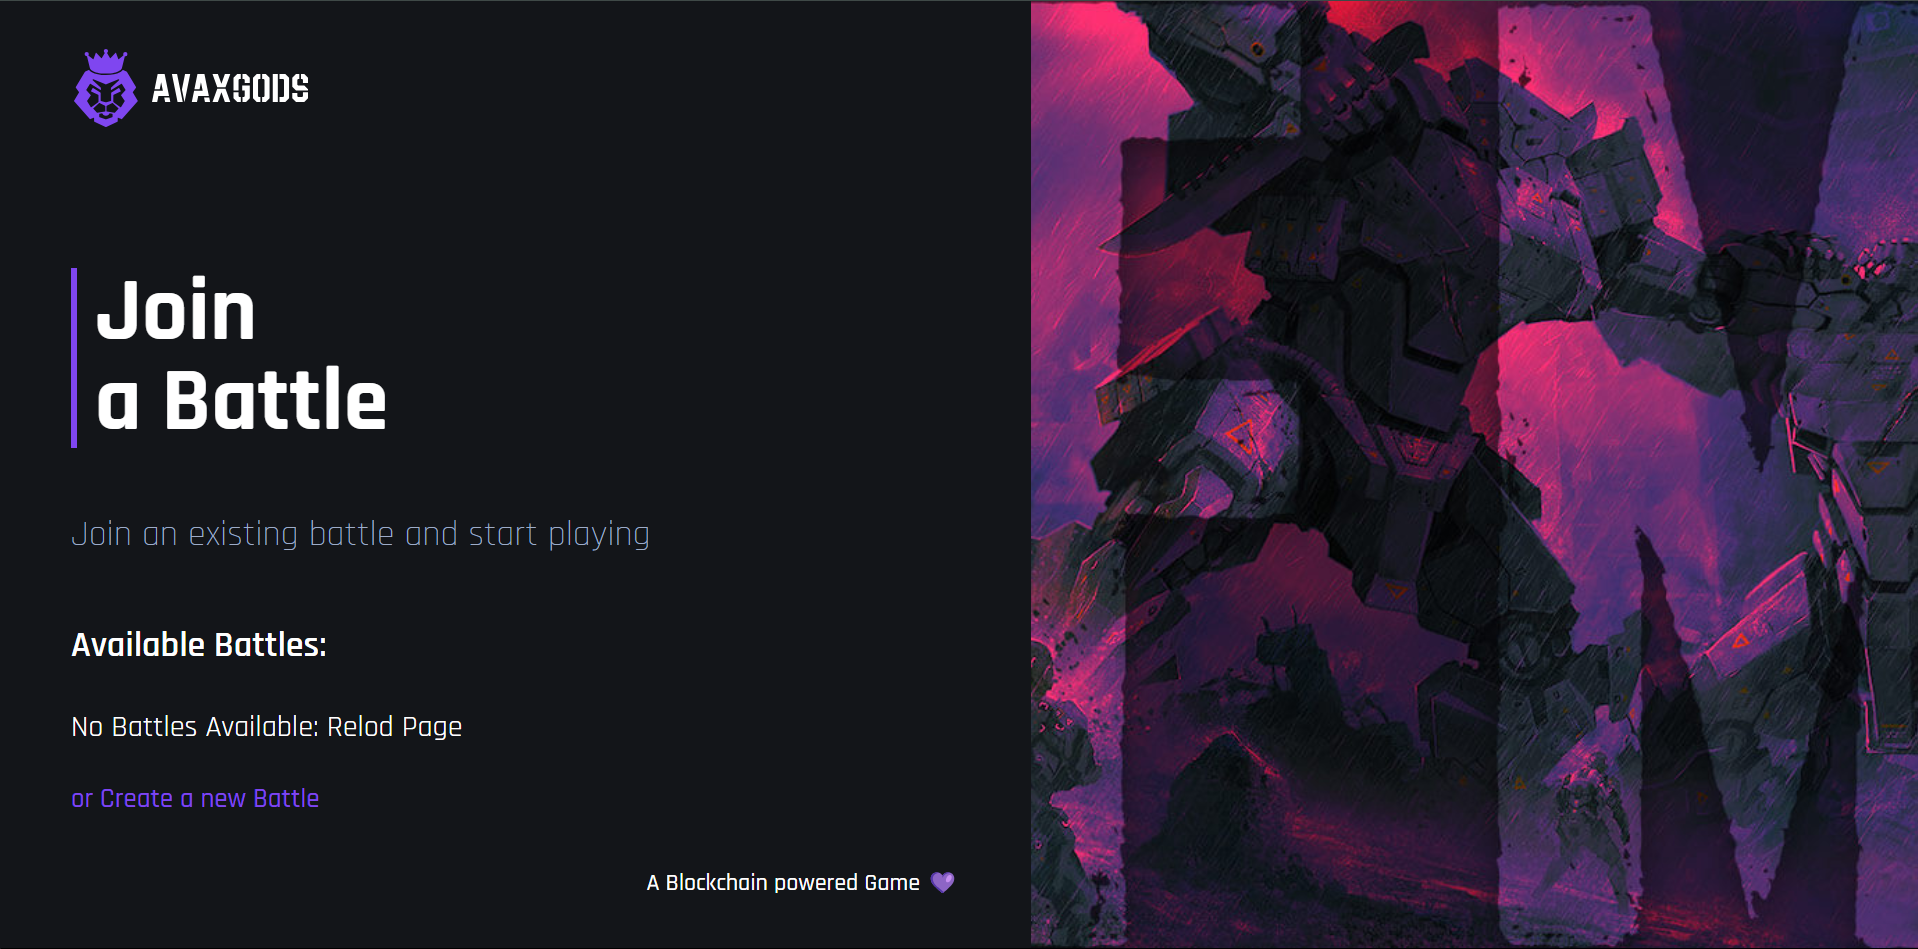 AVAXGODS
Join
a Battle
Join an existing battle and start playing
Available Battles:
No Battles Available: Relod Page
or Create a new Battle
A Blockchain powered Game 💜